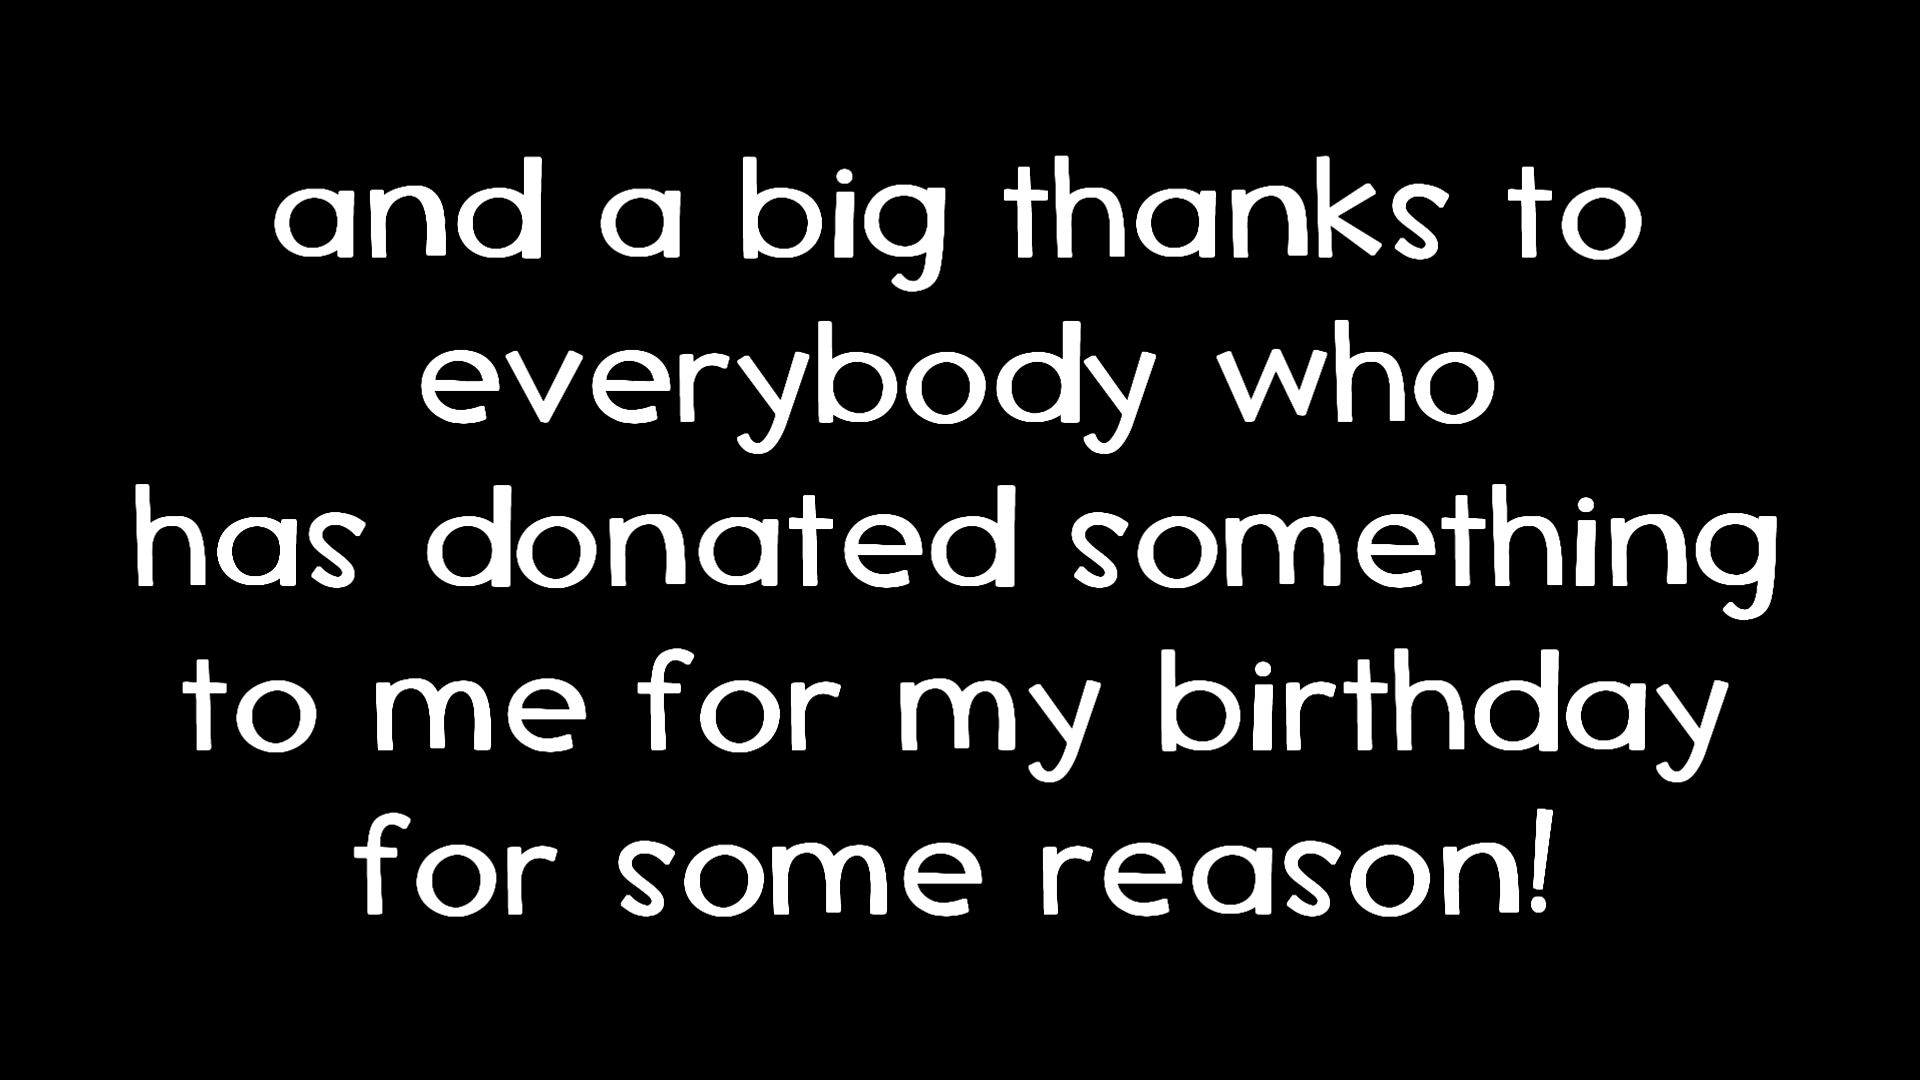 and a big thanks to
everybody who
has donated something
to me for my birthday
for some reason!